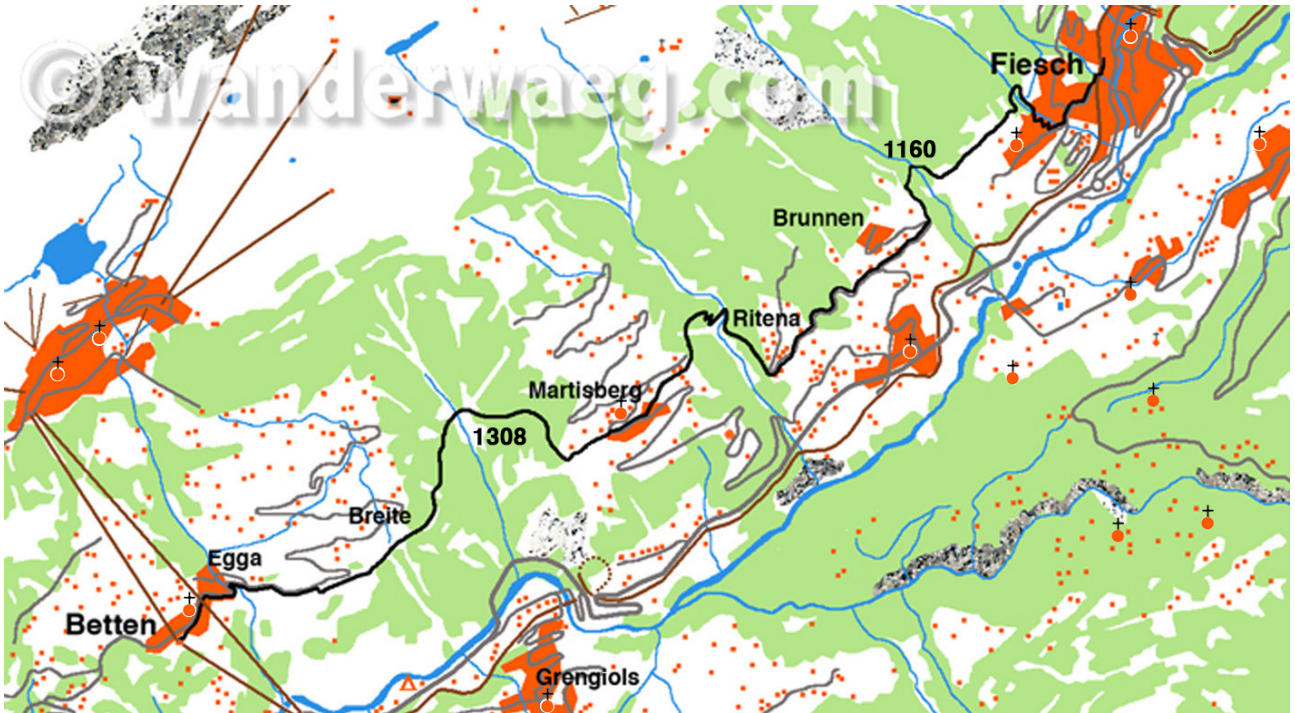 © wanderwaeg.com
Fiesch
1160
Brunnen
Ritena
Martisberg
1308
Breite
Egga
Betten
Grengiols